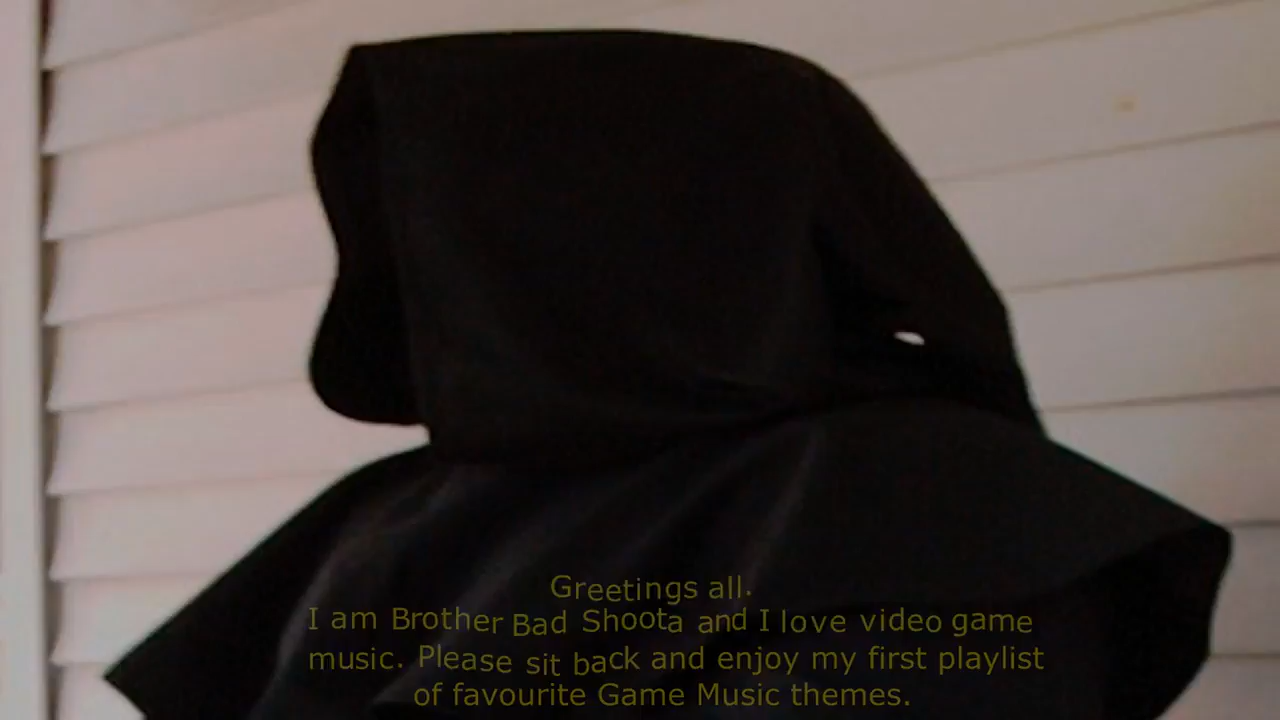 Greetings all.
I am Brother Bad Shoota and I love video game
music. Please sit back and enjoy my first playlist
of favourite Game Music themes.